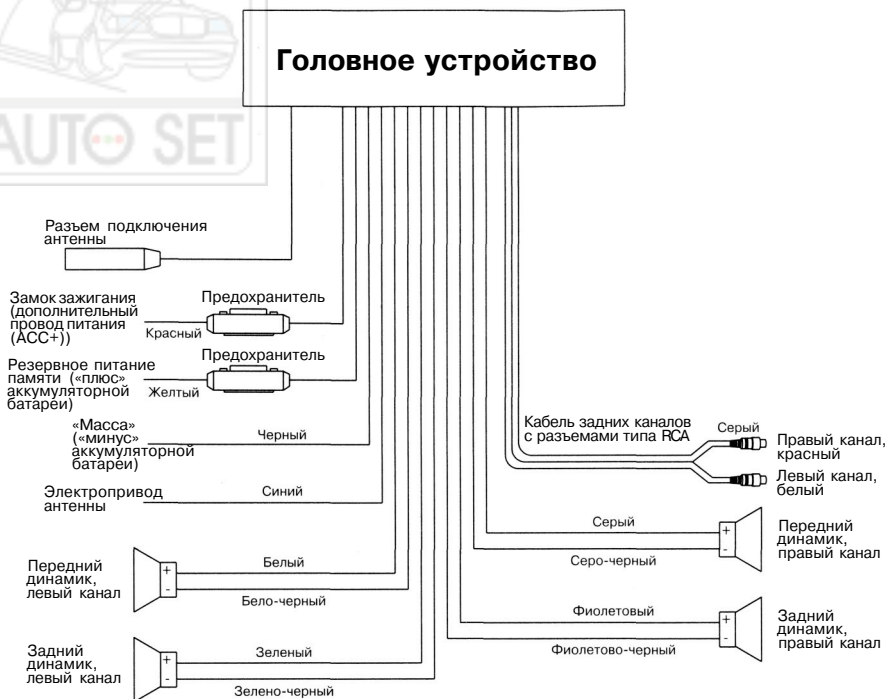 Головное устройство
AUTO SET
Разъем подключения
антенны
Замок зажигания
(дополнительный
провод питания
(АСС+))
Красный
Предохранитель
Резервное питание
памяти («плюс»
аккумуляторной
батареи)
Желтый
Предохранитель
«Масса»
(«минус»
аккумуляторной
батареи)
Черный
Электропривод
антенны
Синий
Передний
динамик,
левый канал
+
-
Белый
Бело-черный
Задний
динамик,
левый канал
+
-
Зеленый
Зелено-черный
Кабель задних каналов
с разъемами типа RCA
Серый
Правый канал,
красный
Левый канал,
белый
Серый
Серо-черный
+
-
Передний
динамик,
правый канал
Фиолетовый
Фиолетово-черный
+
-
Задний
динамик,
правый канал